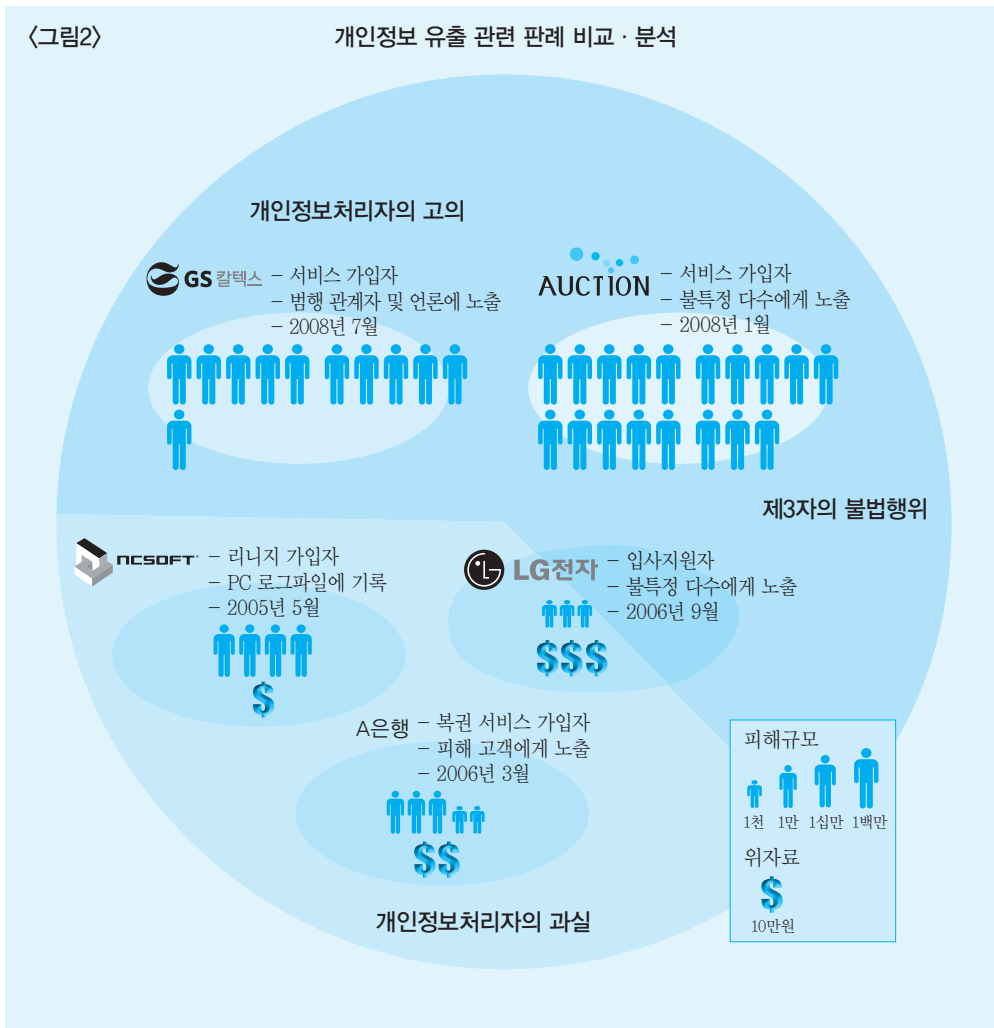 〈그림2〉
개인정보 유출 관련 판례 비교 · 분석
개인정보처리자의 고의
GS 칼텍스
– 서비스 가입자
– 범행 관계자 및 언론에 노출
– 2008년 7월
AUCTION
– 서비스 가입자
– 불특정 다수에게 노출
– 2008년 1월
제3자의 불법행위
NCSOFT
– 리니지 가입자
– PC 로그파일에 기록
– 2005년 5월
LG전자
– 입사지원자
– 불특정 다수에게 노출
– 2006년 9월
$$$
$
A은행
– 복권 서비스 가입자
– 피해 고객에게 노출
– 2006년 3월
$$
개인정보처리자의 과실
피해규모
1천 1만 1십만 1백만
위자료
$
10만원